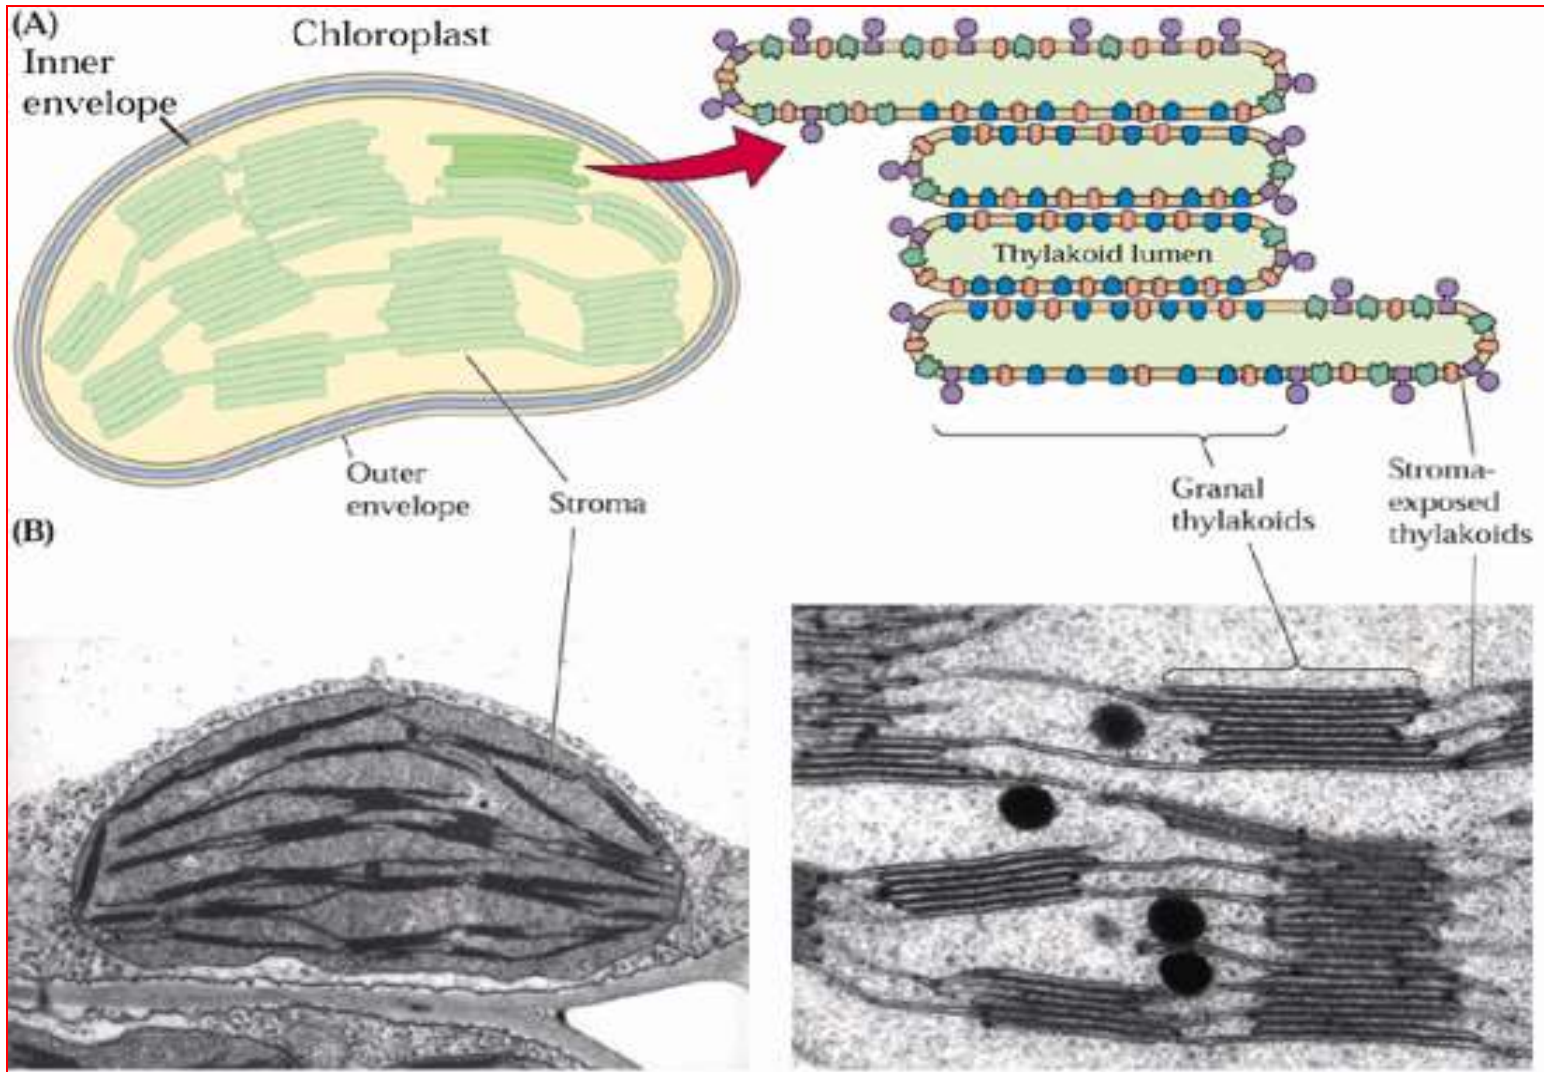 (A)
Chloroplast
Inner
envelope
Thylakoid lumen
Outer
envelope
Stroma
Granal
thylakoids
Stroma-
exposed
thylakoids
(B)